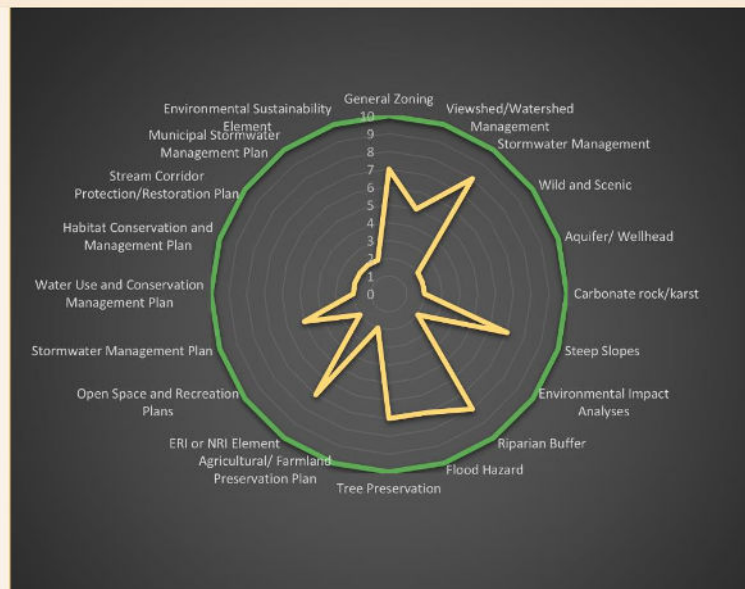 General Zoning
Viewshed/Watershed
Management
Stormwater Management
Wild and Scenic
Aquifer/ Wellhead
Carbonate rock/karst
Steep Slopes
Environmental Impact
Analyses
Riparian Buffer
Flood Hazard
Tree Preservation
Agricultural/ Farmland
Preservation Plan
ERI or NRI Element
Open Space and Recreation
Plans
Stormwater Management Plan
Water Use and Conservation
Management Plan
Habitat Conservation and
Management Plan
Stream Corridor
Protection/Restoration Plan
Municipal Stormwater
Management Plan
Environmental Sustainability
Element
10
9
8
7
6
5
4
3
2
1
0